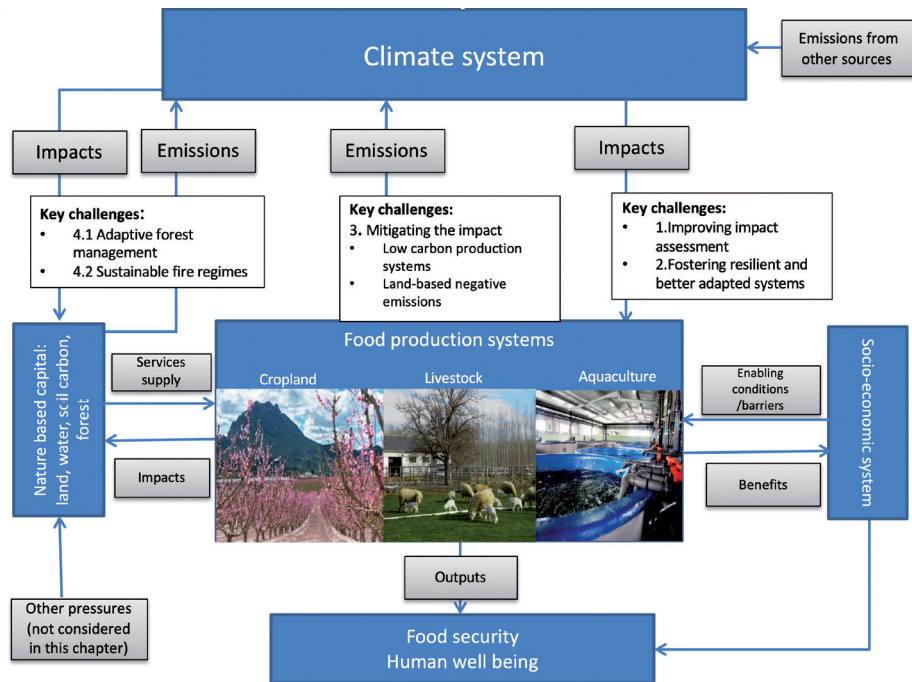 Climate system
Emissions from
other sources
Impacts
Emissions
Emissions
Impacts
Key challenges:
• 4.1 Adaptive forest
management
• 4.2 Sustainable fire regimes
Key challenges:
3. Mitigating the impact
• Low carbon production
systems
• Land-based negative
emissions
Key challenges:
• 1.Improving impact
assessment
• 2.Fostering resilient and
better adapted systems
Nature based capital:
land, water, scil carbon,
forest
Services
supply
Impacts
Food production systems
Cropland
Livestock
Aquaculture
Enabling
conditions
/barriers
Benefits
Socio-economic system
Outputs
Other pressures
(not considered
in this chapter)
Food security
Human well being